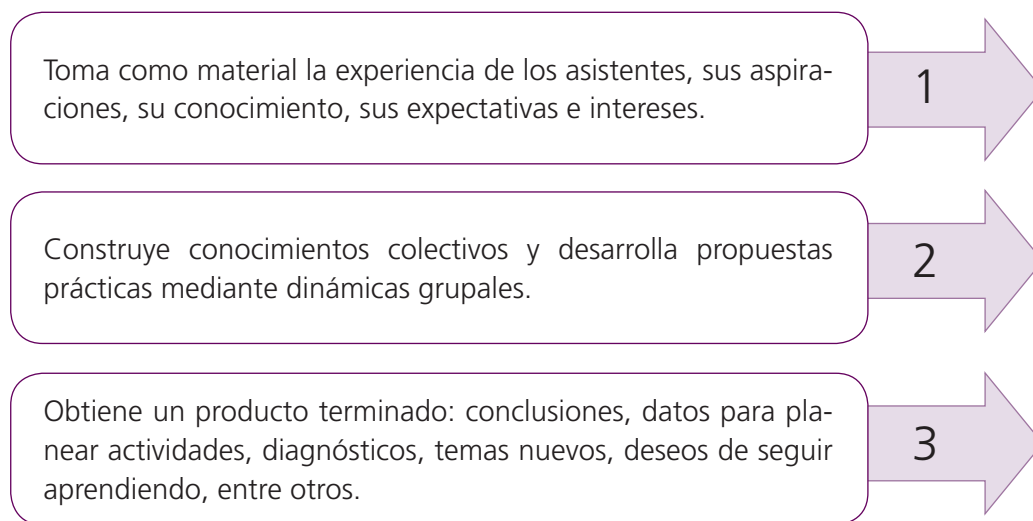 Toma como material la experiencia de los asistentes, sus aspira-
ciones, su conocimiento, sus expectativas e intereses.
1
Construye conocimientos colectivos y desarrolla propuestas
prácticas mediante dinámicas grupales.
2
Obtiene un producto terminado: conclusiones, datos para pla-
near actividades, diagnósticos, temas nuevos, deseos de seguir
aprendiendo, entre otros.
3